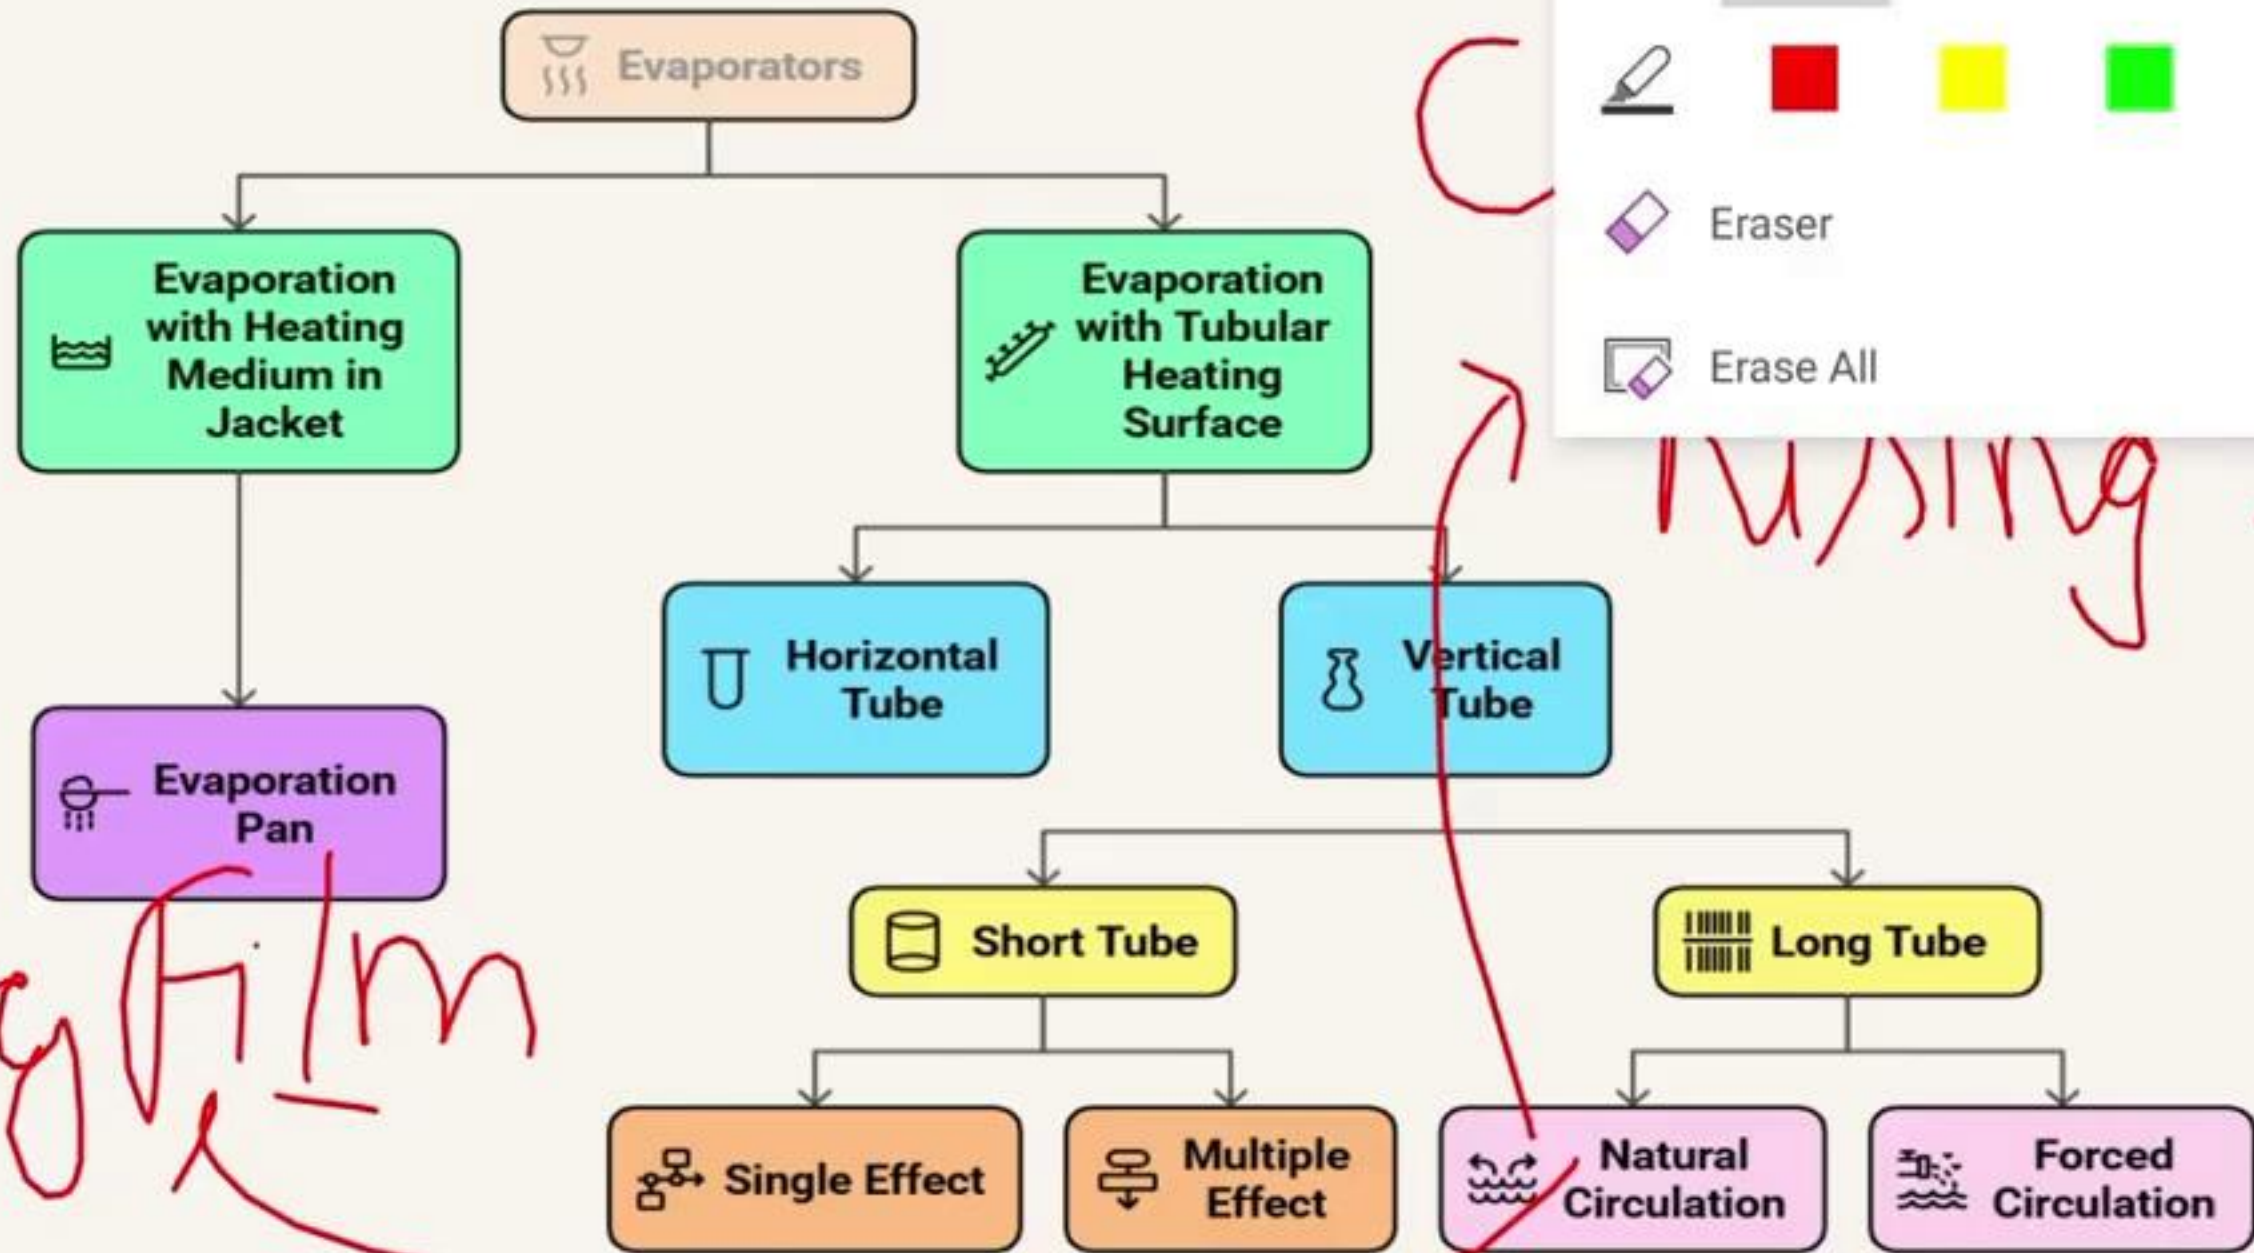 Evaporators
Eraser
Evaporation
with Heating
Medium in
Jacket
Evaporation
with Tubular
Heating
Surface
Erase All
Horizontal
Tube
Vertical
Tube
Evaporation
Pan
g Film
Short Tube
Long Tube
Single Effect
Multiple
Effect
Natural
Circulation
Forced
Circulation